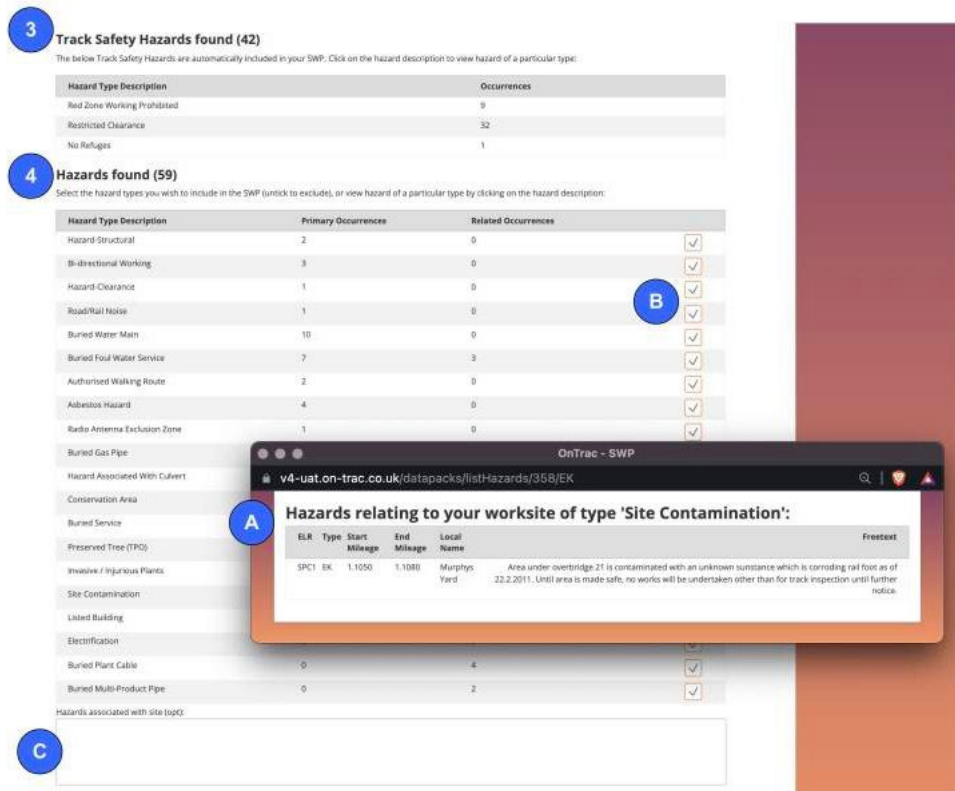 3
Track Safety Hazards found (42)
The below Track Safety Hazards are automatically included in your SWP. Click on the hazard description to view hazard of a particular type:
Hazard Type Description Occurrences
Red Zone Working Prohibited 9
Restricted Clearance 32
No Refuges 1
4
Hazards found (59)
Select the hazard types you wish to include in the SWP (untick to exclude), or view hazard of a particular type by clicking on the hazard description:
Hazard Type Description Primary Occurrences Related Occurrences
Hazard-Structural 2 0
Bi-directional Working 3 0
Hazard-Clearance 1 0
B
Road/Rail Noise 1 0
Buried Water Main 10 0
Buried Foul Water Service 7 3
Authorised Walking Route 2 0
Asbestos Hazard 4 0
Radio Antenna Exclusion Zone 1 0
Buried Gas Pipe
Hazard Associated With Culvert
Conservation Area
Buried Service
Preserved Tree (TPO)
Invasive / Injurious Plants
Site Contamination
Listed Building
Electrification
Buried Plant Cable 0 4
Buried Multi-Product Pipe 0 2
Hazards associated with site (opt):
C
OnTrac - SWP
v4-uat.on-trac.co.uk/datapacks/listHazards/358/EK
A
Hazards relating to your worksite of type 'Site Contamination':
ELR Type Start Mileage End Mileage Local Name Freetext
SPC1 EK 1.1050 1.1080 Murphys Yard
Area under overbridge 21 is contaminated with an unknown sunstance which is corroding rail foot as of
22.2.2011. Until area is made safe, no works will be undertaken other than for track inspection until further
notice.